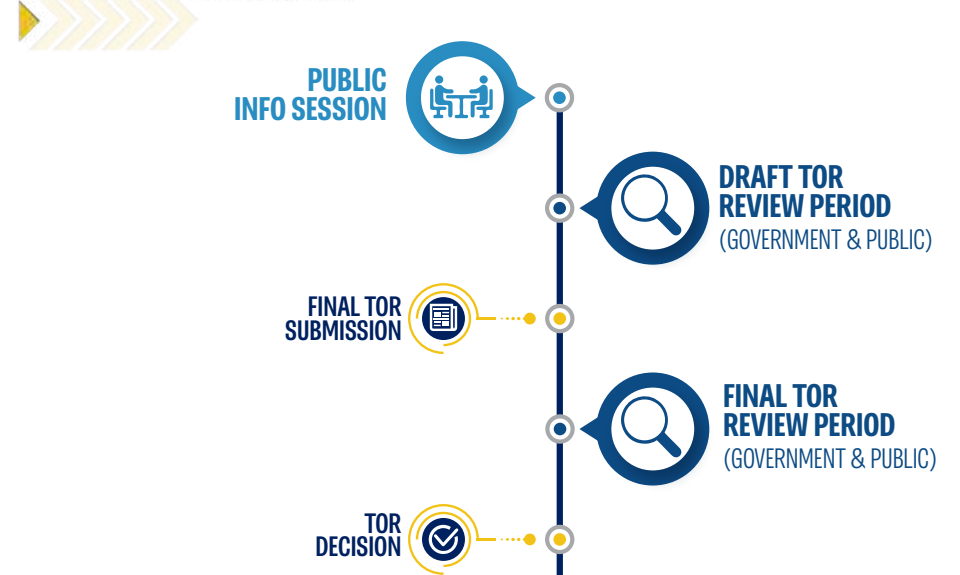 PUBLIC
INFO SESSION
DRAFT TOR
REVIEW PERIOD
(GOVERNMENT & PUBLIC)
FINAL TOR
SUBMISSION
FINAL TOR
REVIEW PERIOD
(GOVERNMENT & PUBLIC)
TOR
DECISION